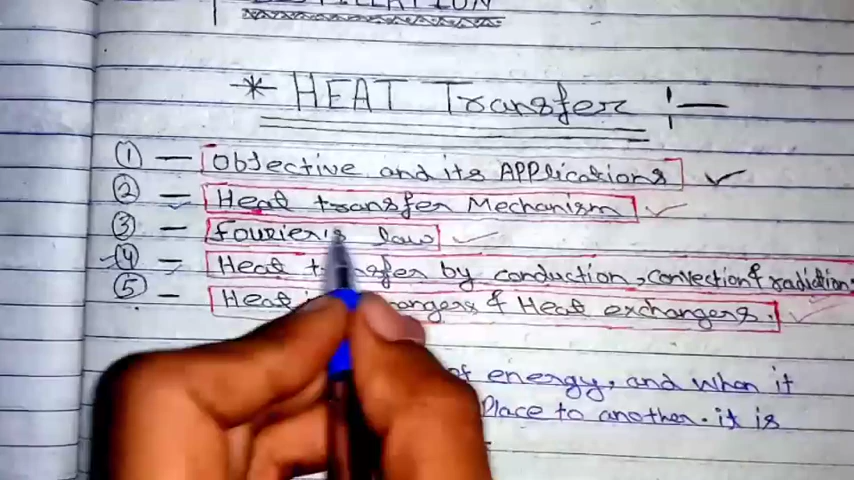 * HEAT Transfer :-
① - Objective and its Applications ✓
② - Heat transfer Mechanism ✓
③ - Fourier's law ✓
④ - Heat transfer by conduction, convection & radiation.
⑤ - Heat & Heat exchangers. ✓
of energy, and when it
Place to another. it is